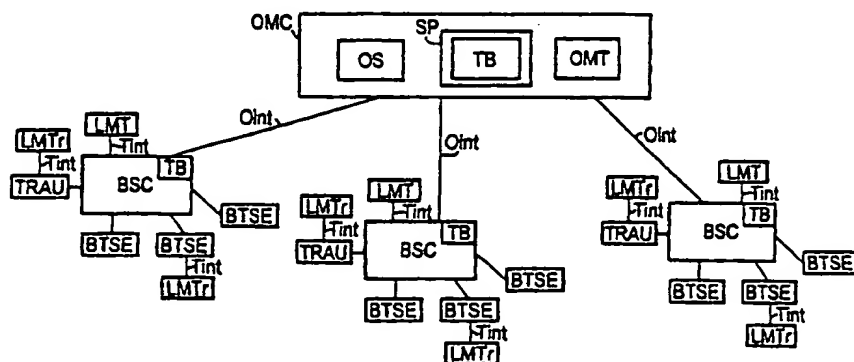 OMC
SP
OS
TB
OMT
Oint
Oint
Oint
LMTr
LMT
Tint
Tint
TRAU
BSC
TB
BTSE
BTSE
BTSE
Tint
LMTr
LMTr
LMT
Tint
Tint
TRAU
BSC
TB
BTSE
BTSE
BTSE
Tint
LMTr
LMTr
LMT
Tint
Tint
TRAU
BSC
TB
BTSE
BTSE
BTSE
Tint
LMTr